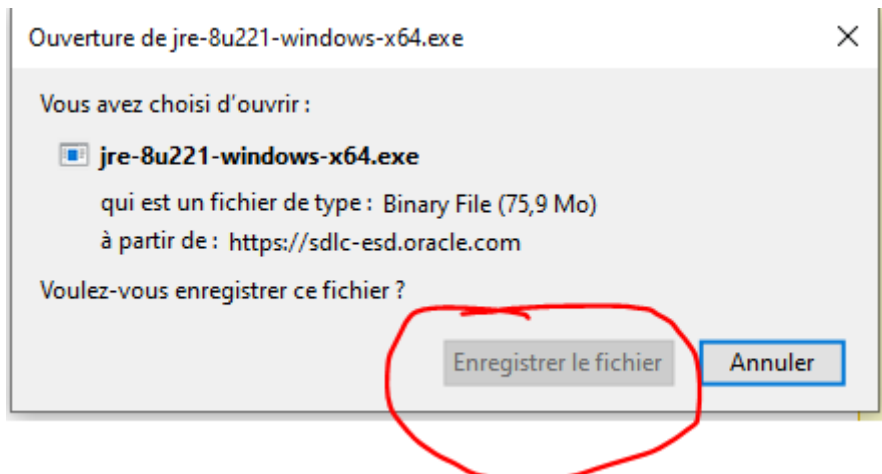 Ouverture de jre-8u221-windows-x64.exe
Vous avez choisi d'ouvrir :
jre-8u221-windows-x64.exe
qui est un fichier de type : Binary File (75,9 Mo)
à partir de : https://sdlc-esd.oracle.com
Voulez-vous enregistrer ce fichier ?
Enregistrer le fichier Annuler